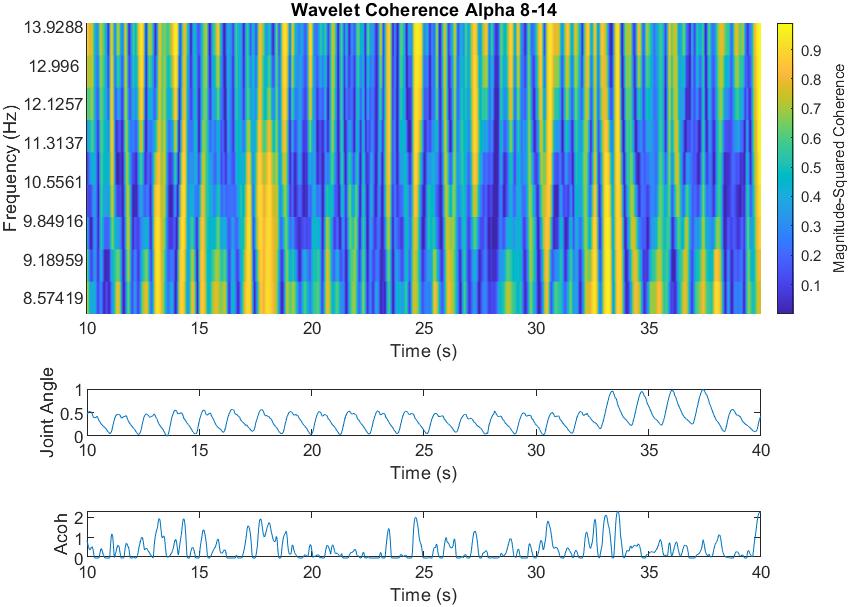 Wavelet Coherence Alpha 8-14
Frequency (Hz)
13.9288
12.996
12.1257
11.3137
10.5561
9.84916
9.18959
8.57419
10 15 20 25 30 35 40
Time (s)
0.9
0.8
0.7
0.6
0.5
0.4
0.3
0.2
0.1
Magnitude-Squared Coherence
Joint Angle
1
0.5
0
10 15 20 25 30 35 40
Time (s)
Acoh
2
1
0
10 15 20 25 30 35 40
Time (s)